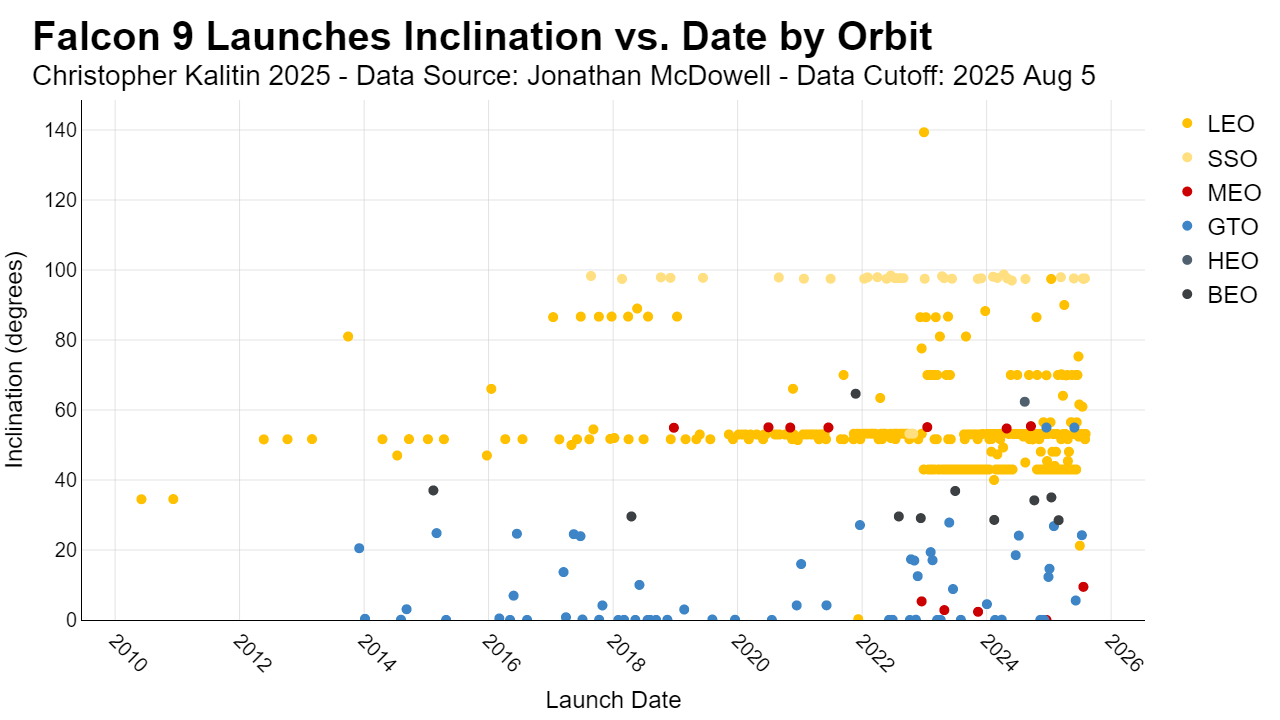 Falcon 9 Launches Inclination vs. Date by Orbit
Christopher Kalitin 2025 - Data Source: Jonathan McDowell - Data Cutoff: 2025 Aug 5
140
120
100
80
60
40
20
0
Inclination (degrees)
2010
2012
2014
2016
2018
2020
2022
2024
2026
Launch Date
LEO
SSO
MEO
GTO
HEO
BEO